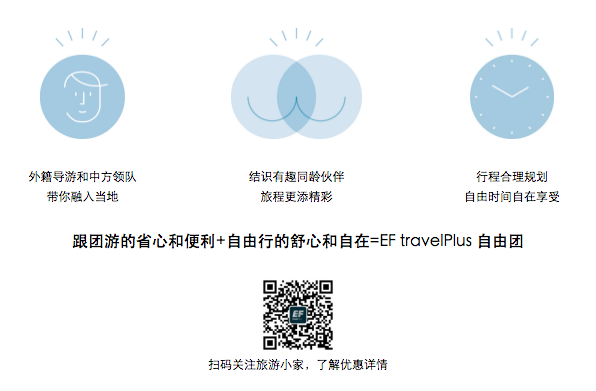 外籍导游和中方领队
带你融入当地
结识有趣同龄伙伴
旅程更添精彩
行程合理规划
自由时间自在享受
跟团游的省心和便利+自由行的舒心和自在=EF travelPlus 自由团
EF
扫码关注旅游小家，了解优惠详情